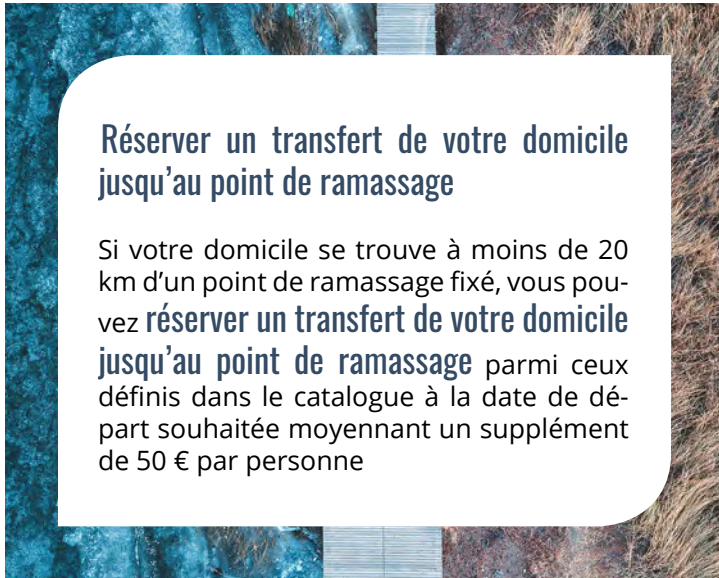 Réserver un transfert de votre domicile
jusqu’au point de ramassage
Si votre domicile se trouve à moins de 20
km d’un point de ramassage fixé, vous pou-
vez réserver un transfert de votre domicile
jusqu’au point de ramassage parmi ceux
définis dans le catalogue à la date de dé-
part souhaitée moyennant un supplément
de 50 € par personne